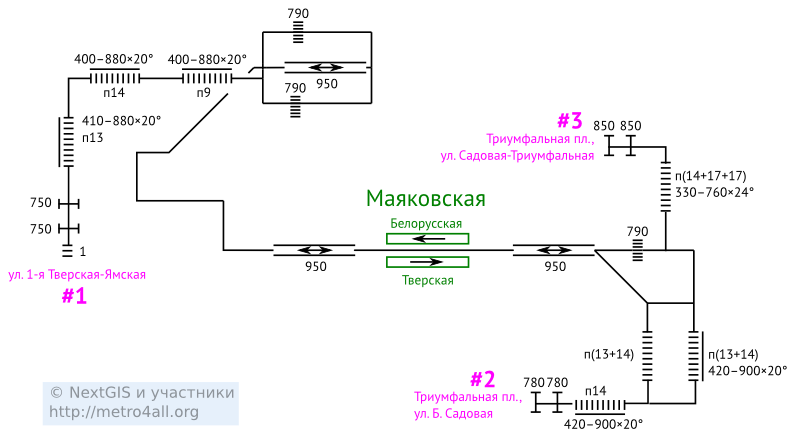 790
400–880×20°
400–880×20°
п14
п9
790
950
410–880×20°
п13
750
750
1
ул. 1-я Тверская-Ямская
#1
#3
Триумфальная пл.,
ул. Садовая-Триумфальная
850 850
п(14+17+17)
330–760×24°
Маяковская
Белорусская
Тверская
950
950
790
п(13+14)
п(13+14)
420–900×20°
#2
Триумфальная пл.,
ул. Б. Садовая
780 780
п14
420–900×20°
© NextGIS и участники
http://metro4all.org